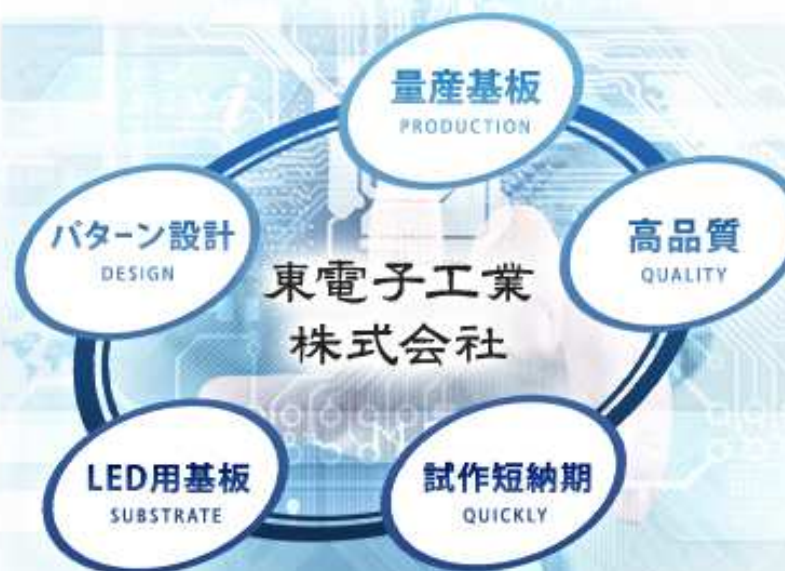 量産基板
PRODUCTION
パターン設計
DESIGN
高品質
QUALITY
東電子工業
株式会社
LED用基板
SUBSTRATE
試作短納期
QUICKLY